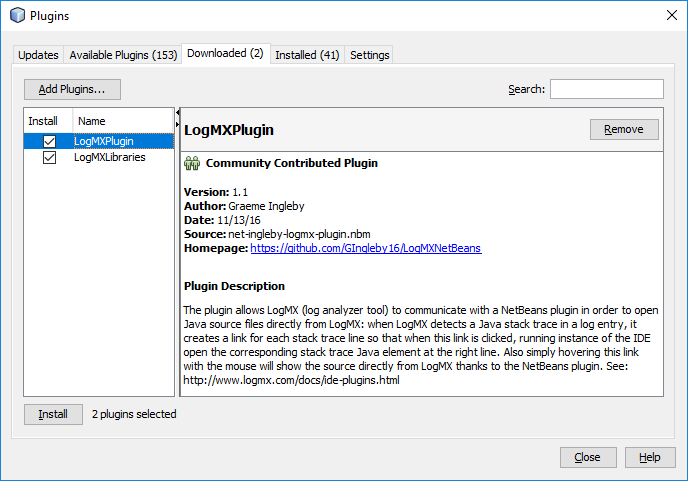 Plugins
Updates Available Plugins (153) Downloaded (2) Installed (41) Settings
Add Plugins... Search:
Install Name
LogMXPlugin
LogMXLibraries
LogMXPlugin Remove
Community Contributed Plugin
Version: 1.1
Author: Graeme Ingleby
Date: 11/13/16
Source: net-ingleby-logmx-plugin.nbm
Homepage: https://github.com/GIngleby16/LogMXNetBeans
Plugin Description
The plugin allows LogMX (log analyzer tool) to communicate with a NetBeans plugin in order to open
Java source files directly from LogMX: when LogMX detects a Java stack trace in a log entry, it
creates a link for each stack trace line so that when this link is clicked, running instance of the IDE
open the corresponding stack trace Java element at the right line. Also simply hovering this link
with the mouse will show the source directly from LogMX thanks to the NetBeans plugin. See:
http://www.logmx.com/docs/ide-plugins.html
Install 2 plugins selected
Close Help